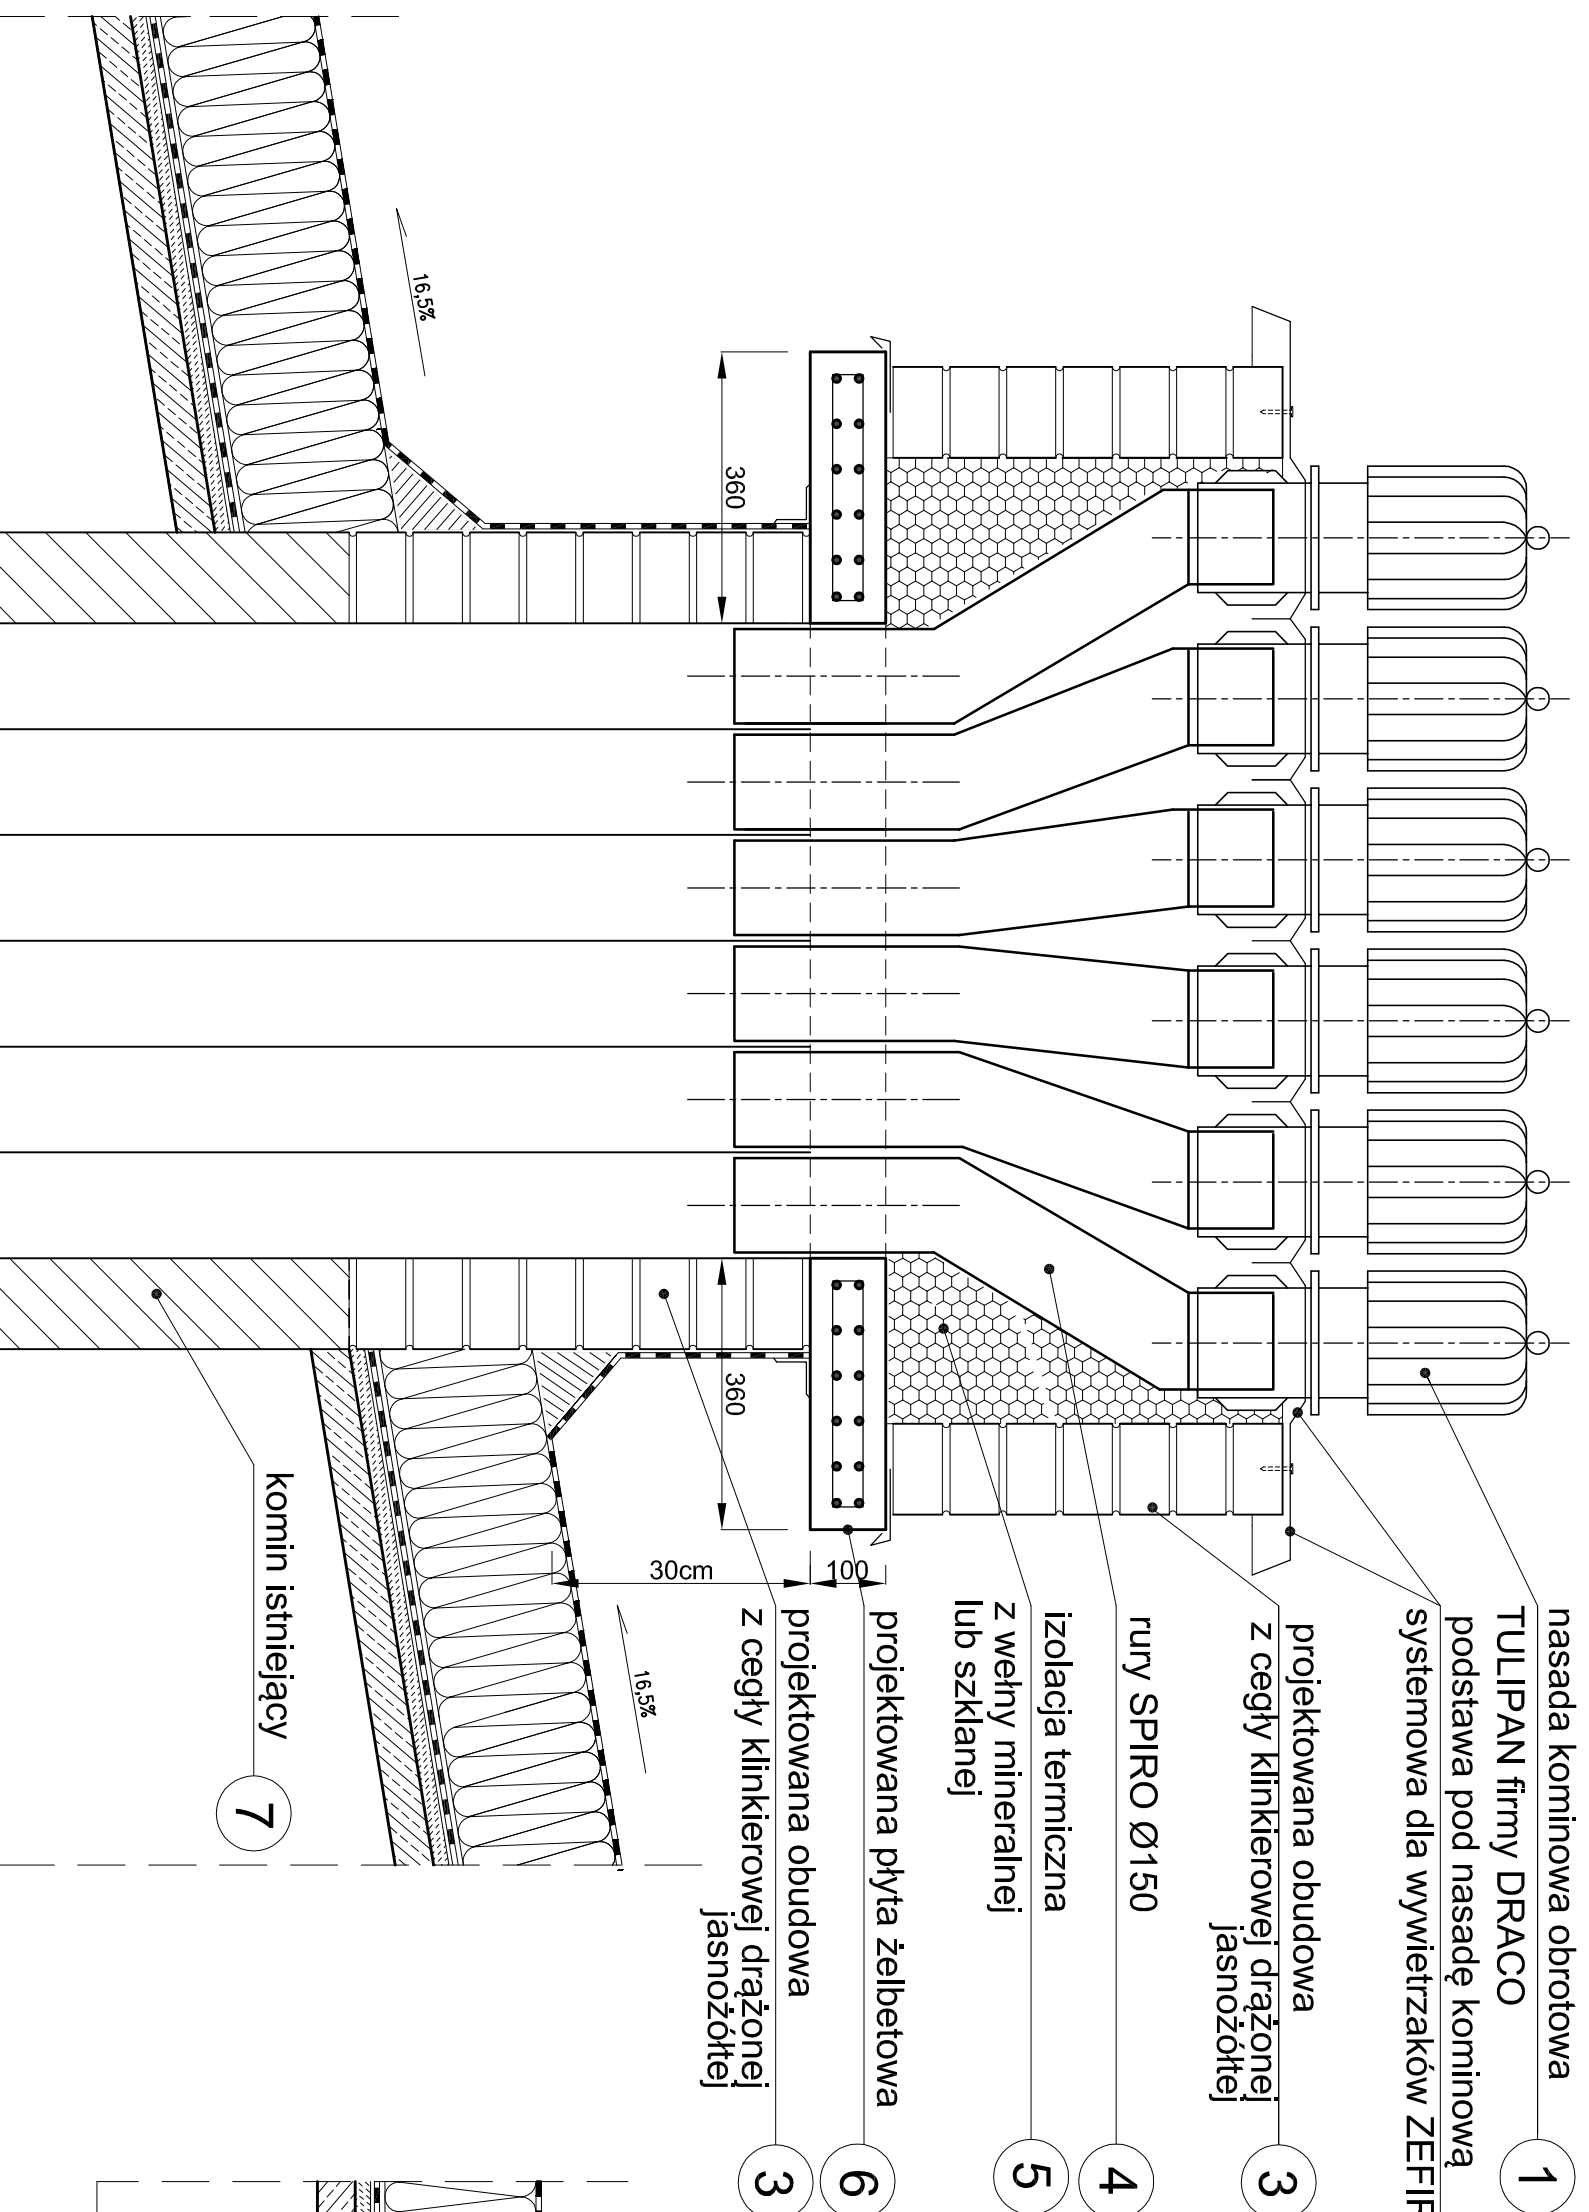 nasada kominowa obrotowa
TULIPAN firmy DRACO
1
podstawa pod nasadę kominową
systemowa dla wywietrzaków
projektowana obudowa
z cegły klinkierowej drążonej
jasnożółtej
3
rury SPIRO Ø150
4
izolacja termiczna
z wełny mineralnej
lub szklanej
5
projektowana płyta żelbetowa
6
projektowana obudowa
z cegły klinkierowej drążonej
jasnożółtej
3
komin istniejący
7
360
360
100
30cm
16,5%
16,5%